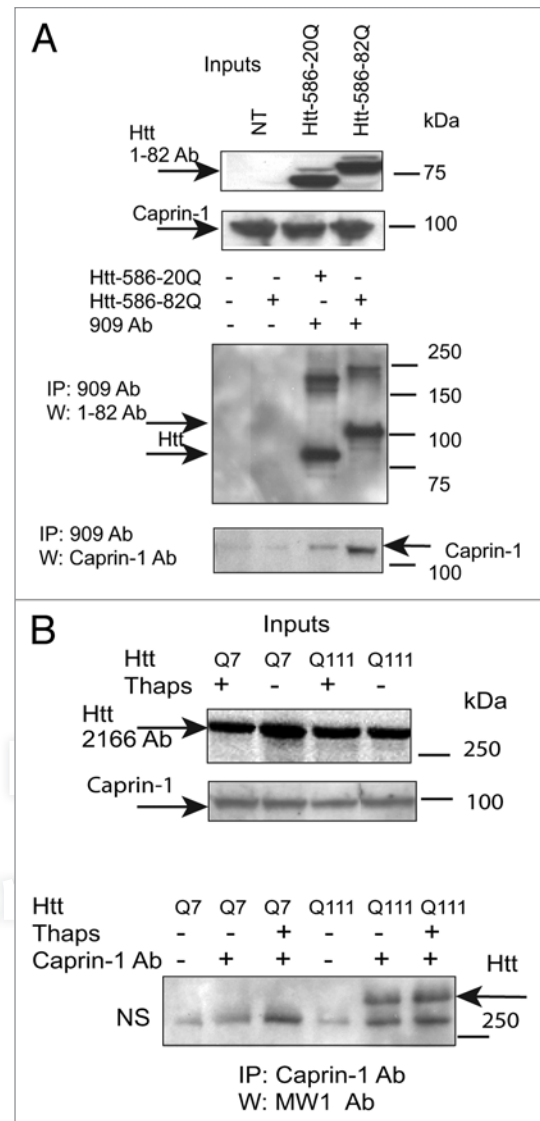 A
Inputs
NT
Htt-586-20Q
Htt-586-82Q
kDa
Htt
1-82 Ab
75
Caprin-1
100
Htt-586-20Q - - + -
Htt-586-82Q - + - +
909 Ab - - + +
250
IP: 909 Ab
W: 1-82 Ab
150
100
Htt
75
IP: 909 Ab
W: Caprin-1 Ab
Caprin-1
100
B
Inputs
Htt Q7 Q7 Q111 Q111
Thaps + - + -
kDa
Htt
2166 Ab
250
Caprin-1
100
Htt Q7 Q7 Q7 Q111 Q111 Q111
Thaps - - + - - +
Caprin-1 Ab - + + - + + Htt
NS
250
IP: Caprin-1 Ab
W: MW1 Ab